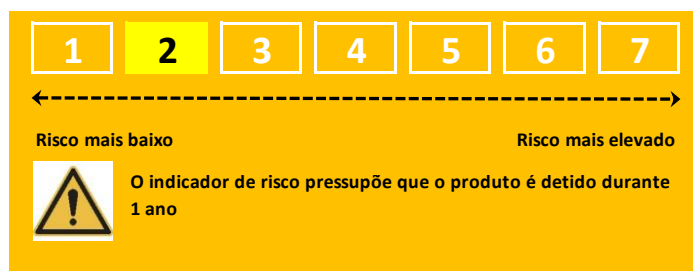 1 2 3 4 5 6 7
Risco mais baixo Risco mais elevado
O indicador de risco pressupõe que o produto é detido durante
1 ano